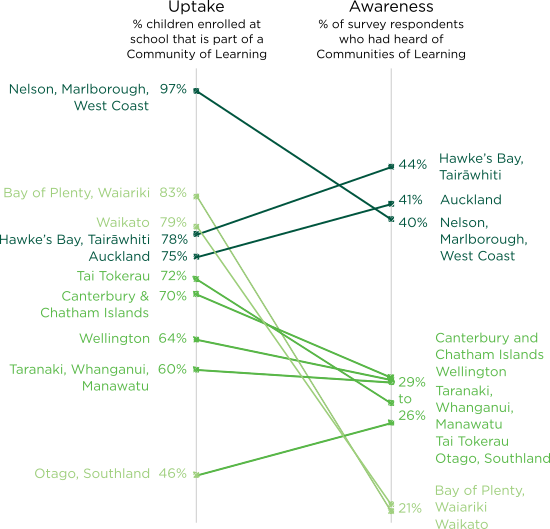 Uptake
% children enrolled at
school that is part of a
Community of Learning
Awareness
% of survey respondents
who had heard of
Communities of Learning
Nelson, Marlborough,
West Coast
97%
Bay of Plenty, Waiariki 83%
Waikato 79%
Hawke's Bay, Tairāwhiti 78%
Auckland 75%
Tai Tokerau 72%
Canterbury &
Chatham Islands
70%
Wellington 64%
Taranaki, Whanganui,
Manawatu
60%
Otago, Southland 46%
44% Hawke's Bay,
Tairāwhiti
41% Auckland
40% Nelson,
Marlborough,
West Coast
29%
to
26%
Canterbury and
Chatham Islands
Wellington
Taranaki,
Whanganui,
Manawatu
Tai Tokerau
Otago, Southland
21%
Bay of Plenty,
Waiariki
Waikato